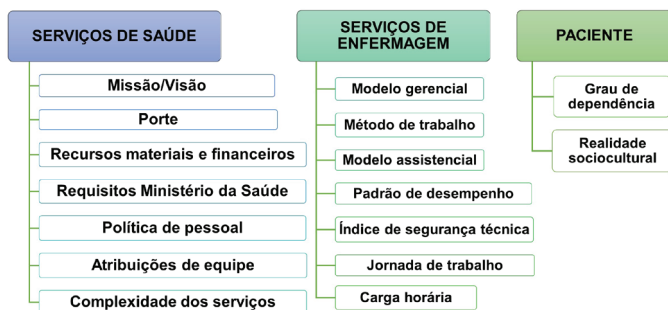 SERVIÇOS DE SAÚDE
Missão/Visão
Porte
Recursos materiais e financeiros
Requisitos Ministério da Saúde
Política de pessoal
Atribuições de equipe
Complexidade dos serviços
SERVIÇOS DE
ENFERMAGEM
Modelo gerencial
Método de trabalho
Modelo assistencial
Padrão de desempenho
Índice de segurança técnica
Jornada de trabalho
Carga horária
PACIENTE
Grau de
dependência
Realidade
sociocultural